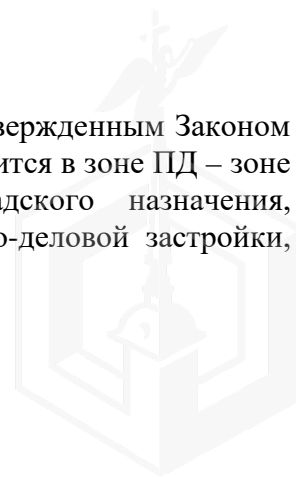 вержденным Законом
ится в зоне ПД – зоне
адского назначения,
о-деловой застройки,